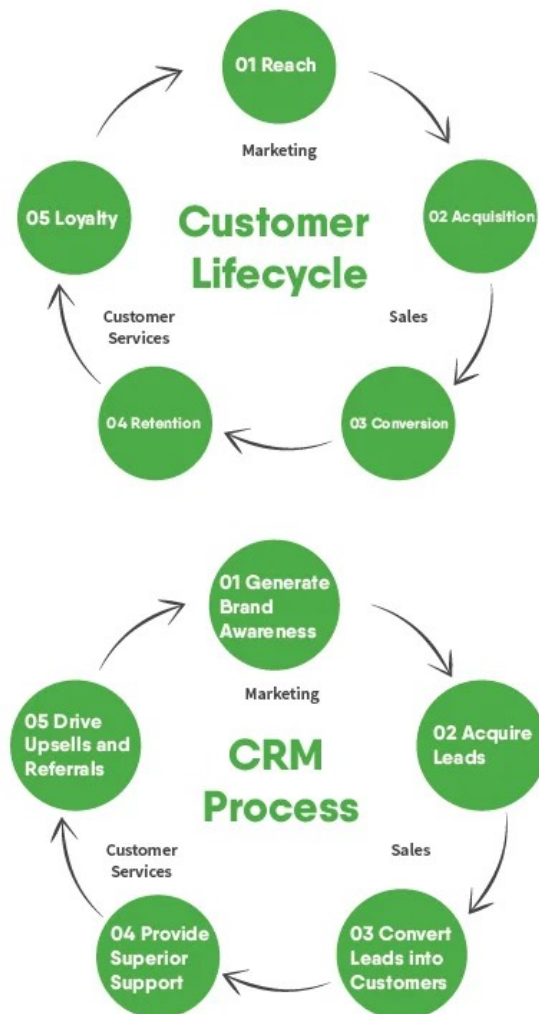 01 Reach
Marketing
02 Acquisition
Sales
03 Conversion
04 Retention
Customer
Services
05 Loyalty
Customer
Lifecycle
01 Generate
Brand
Awareness
Marketing
02 Acquire
Leads
Sales
03 Convert
Leads into
Customers
04 Provide
Superior
Support
Customer
Services
05 Drive
Upsells and
Referrals
CRM
Process